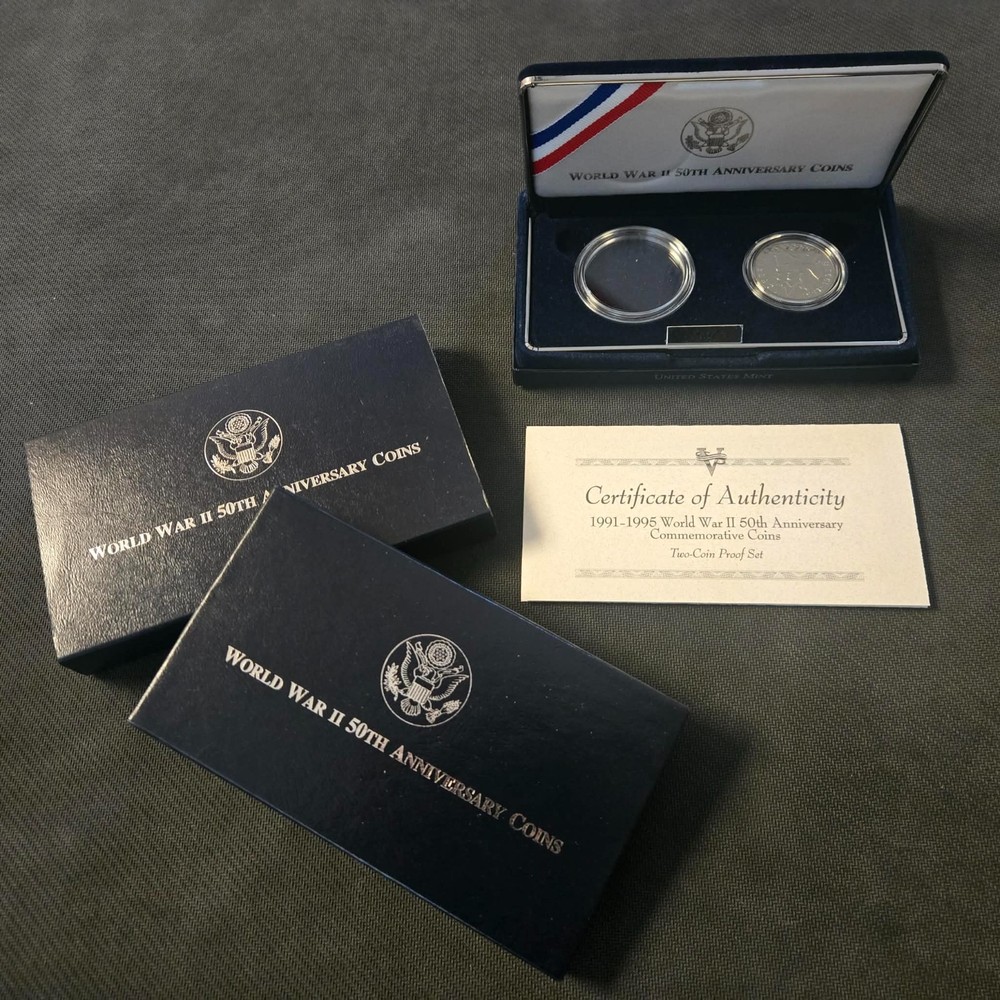 WORLD WAR II 50TH ANNIVERSARY COINS
UNITED STATES MINT
Certificate of Authenticity
1991-1995 World War II 50th Anniversary
Commemorative Coins
Two-Coin Proof Set
WORLD WAR II 50TH ANNIVERSARY COINS
WORLD WAR II 50TH ANNIVERSARY COINS